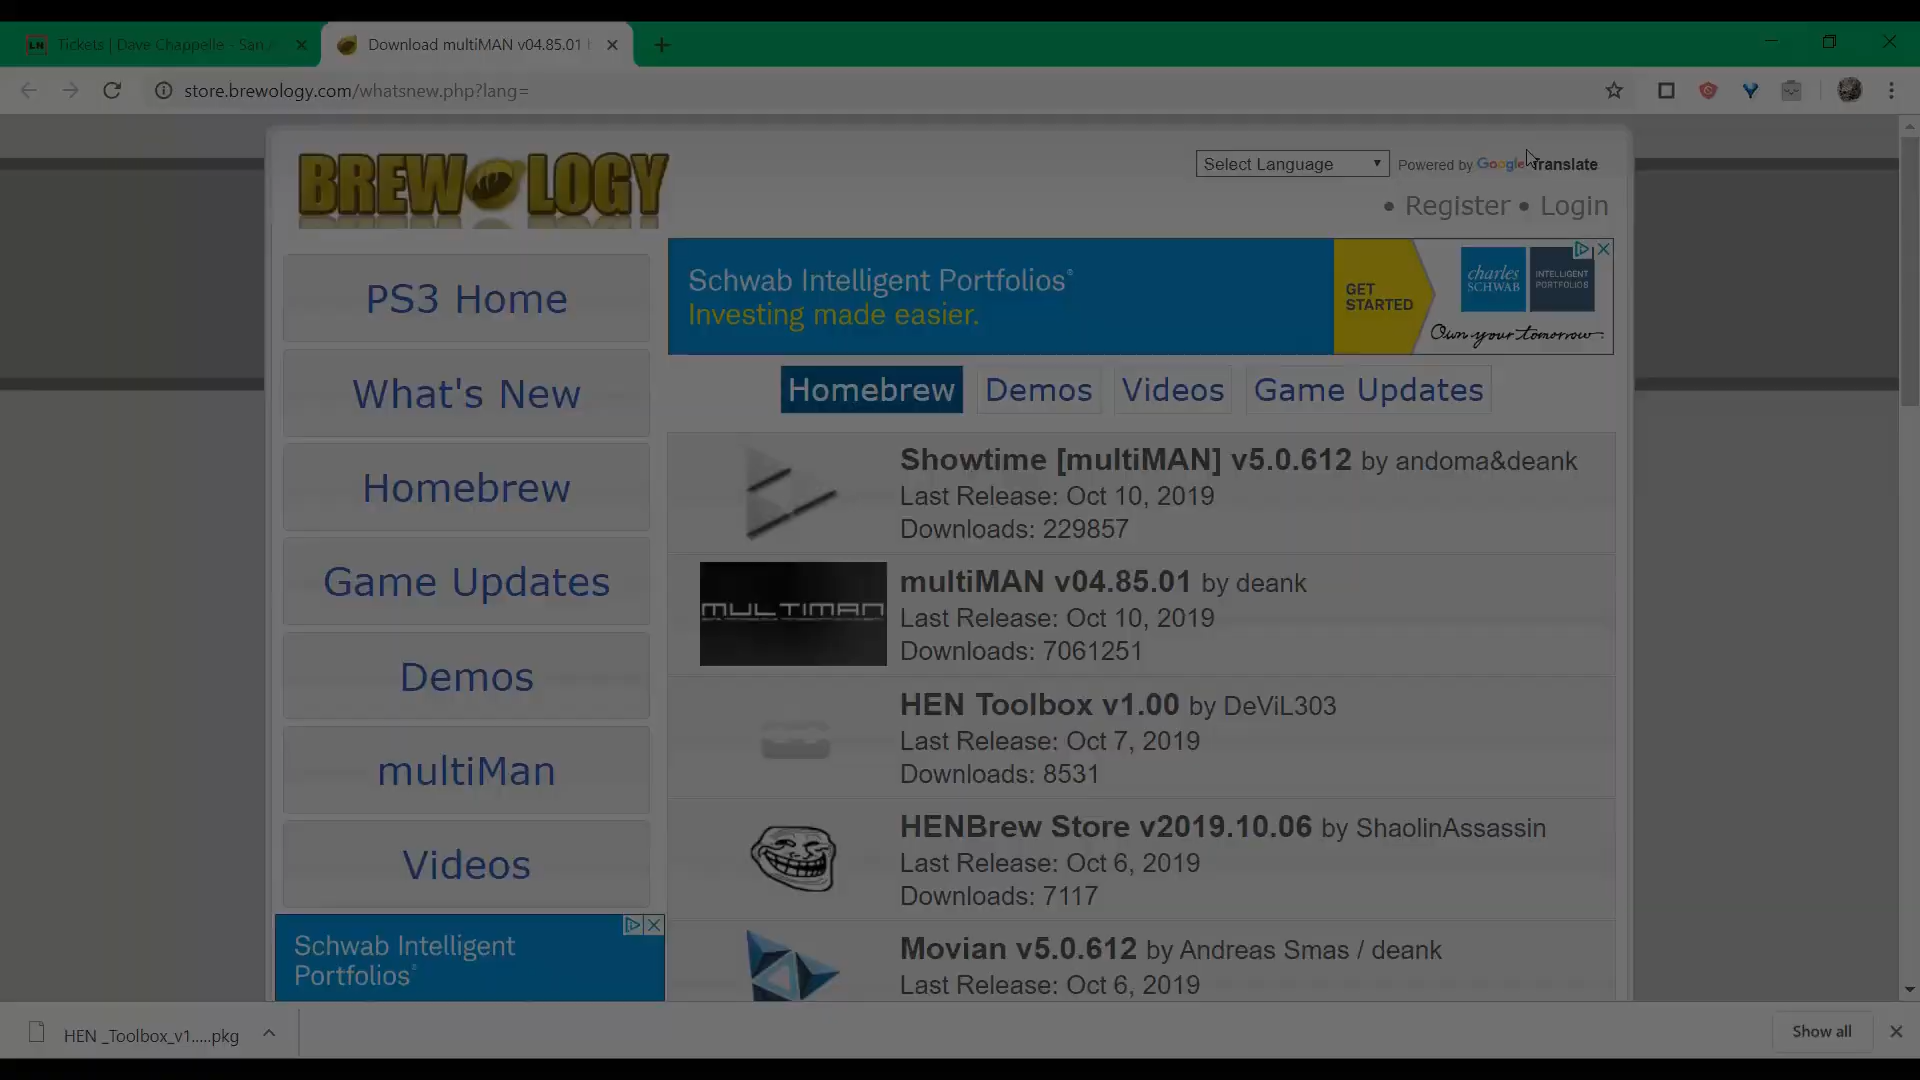 LN Tickets | Dave Chappelle - San
Download multiMAN v04.85.01
store.brewology.com/whatsnew.php?lang=
BREWOLOGY
Select Language
Powered by Google Translate
• Register • Login
Schwab Intelligent Portfolios®
Investing made easier.
GET STARTED
charles SCHWAB
INTELLIGENT PORTFOLIOS
Own your tomorrow.
PS3 Home
What's New
Homebrew
Game Updates
Demos
multiMan
Videos
Schwab Intelligent
Portfolios®
Homebrew Demos Videos Game Updates
Showtime [multiMAN] v5.0.612 by andoma&deank
Last Release: Oct 10, 2019
Downloads: 229857
MULTIMAN
multiMAN v04.85.01 by deank
Last Release: Oct 10, 2019
Downloads: 7061251
HEN Toolbox v1.00 by DeViL303
Last Release: Oct 7, 2019
Downloads: 8531
HENBrew Store v2019.10.06 by ShaolinAssassin
Last Release: Oct 6, 2019
Downloads: 7117
Movian v5.0.612 by Andreas Smas / deank
Last Release: Oct 6, 2019
HEN _Toolbox_v1.....pkg
Show all